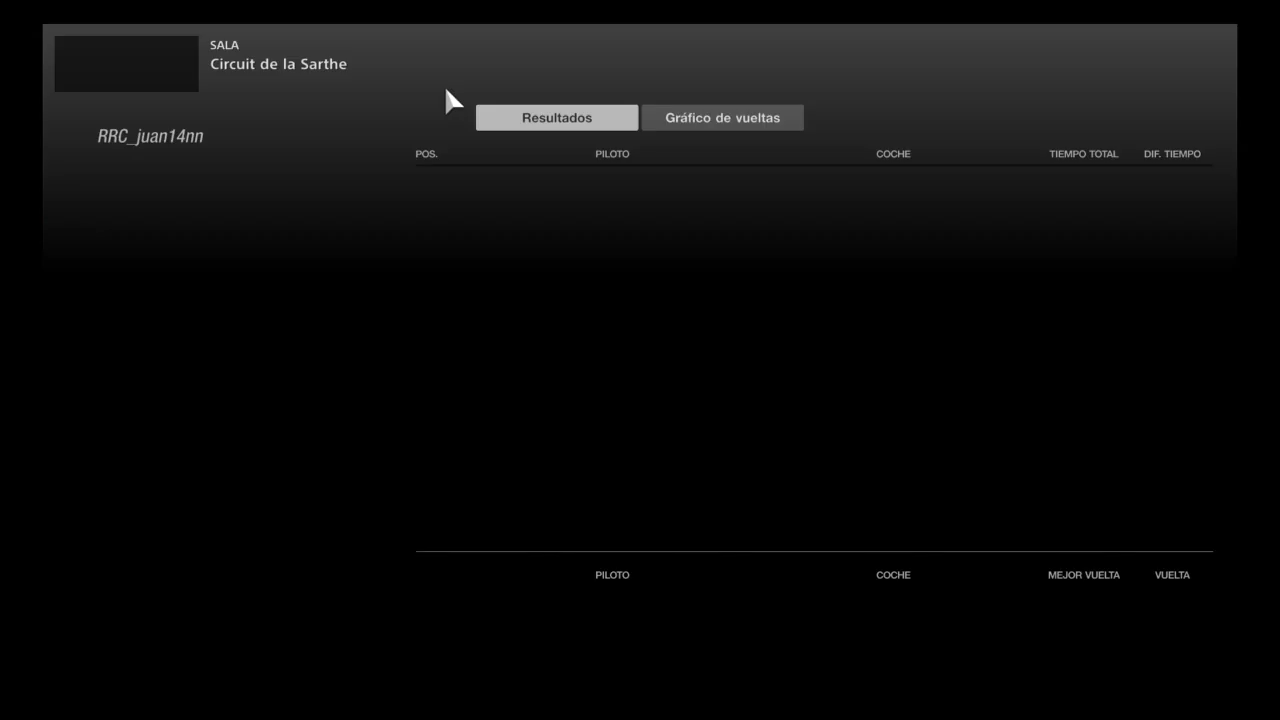 SALA
Circuit de la Sarthe
RRC_juan14nn
Resultados Gráfico de vueltas
POS. PILOTO COCHE TIEMPO TOTAL DIF. TIEMPO
PILOTO COCHE MEJOR VUELTA VUELTA